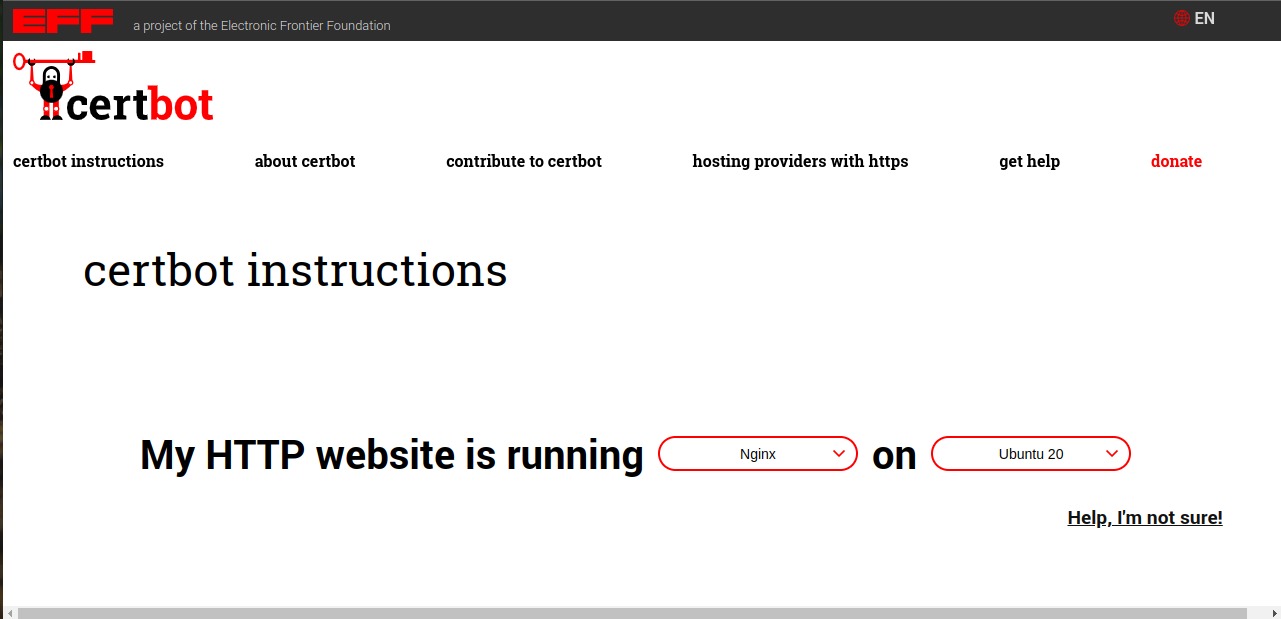 EFF a project of the Electronic Frontier Foundation EN
certbot
certbot instructions about certbot contribute to certbot hosting providers with https get help donate
certbot instructions
My HTTP website is running Nginx on Ubuntu 20
Help, I'm not sure!